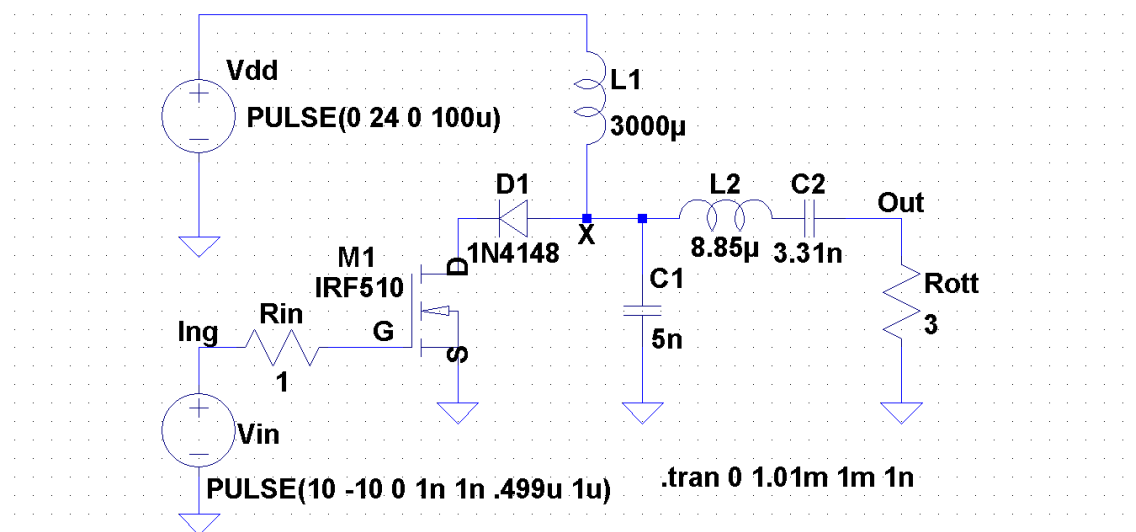 Vdd
PULSE(0 24 0 100u)
L1
3000µ
D1
1N4148
X
L2
8.85µ
C2
3.31n
Out
M1
IRF510
D
G
S
Rin
1
Ing
C1
5n
Rott
3
Vin
PULSE(10 -10 0 1n 1n .499u 1u)
.tran 0 1.01m 1m 1n